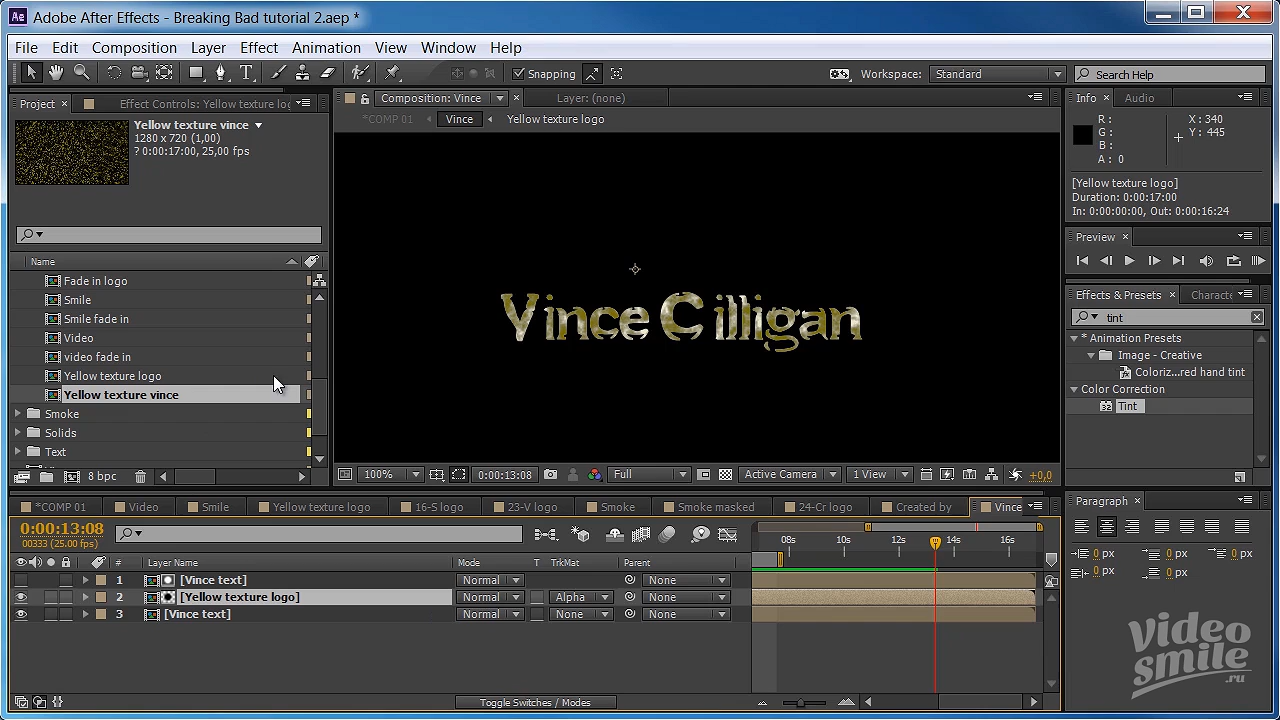 Adobe After Effects - Breaking Bad tutorial 2.aep *
File Edit Composition Layer Effect Animation View Window Help
Snapping
Workspace: Standard
Search Help
Project
Effect Controls: Yellow texture log
Yellow texture vince
1280 x 720 (1,00)
? 0:00:17:00, 25,00 fps
Name
Fade in logo
Smile
Smile fade in
Video
video fade in
Yellow texture logo
Yellow texture vince
Smoke
Solids
Text
8 bpc
Composition: Vince
Layer: (none)
*COMP 01
Vince
Yellow texture logo
Vince Cilligan
100%
0:00:13:08
Full
Active Camera
1 View
+0,0
Info
Audio
R :
G :
B :
A : 0
X : 340
Y : 445
[Yellow texture logo]
Duration: 0:00:17:00
In: 0:00:00:00, Out: 0:00:16:24
Preview
Effects & Presets
Characte
tint
* Animation Presets
Image - Creative
Coloriz...red hand tint
Color Correction
32
Tint
Paragraph
0 px
0 px
0 px
0 px
0 px
*COMP 01
Video
Smile
Yellow texture logo
16-S logo
23-V logo
Smoke
Smoke masked
24-Cr logo
Created by
Vince
0:00:13:08
00333 (25.00 fps)
08s 10s 12s 14s 16s
# Layer Name Mode T TrkMat Parent
1 [Vince text] Normal None
2 [Yellow texture logo] Normal Alpha None
3 [Vince text] Normal None None
Toggle Switches / Modes
video
smile
.ru